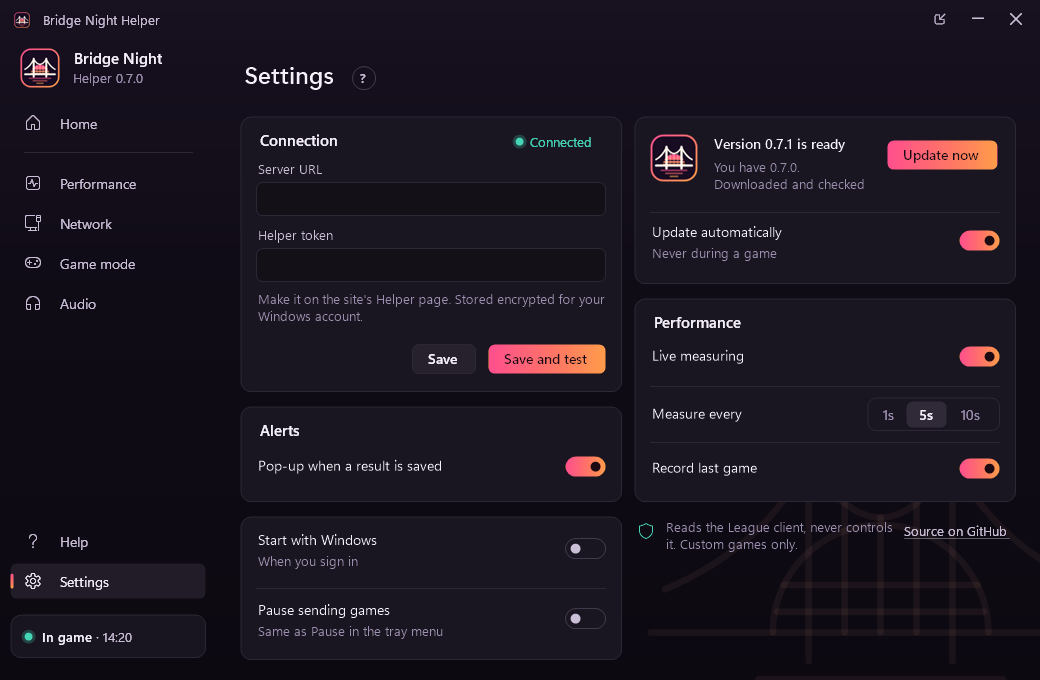 Bridge Night Helper
Bridge Night
Helper 0.7.0
Home
Performance
Network
Game mode
Audio
Help
Settings
In game · 14:20
Settings
?
Connection
Connected
Server URL
Helper token
Make it on the site's Helper page. Stored encrypted for your
Windows account.
Save
Save and test
Alerts
Pop-up when a result is saved
Start with Windows
When you sign in
Pause sending games
Same as Pause in the tray menu
Version 0.7.1 is ready
You have 0.7.0.
Downloaded and checked
Update now
Update automatically
Never during a game
Performance
Live measuring
Measure every
1s
5s
10s
Record last game
Reads the League client, never controls
it. Custom games only.
Source on GitHub